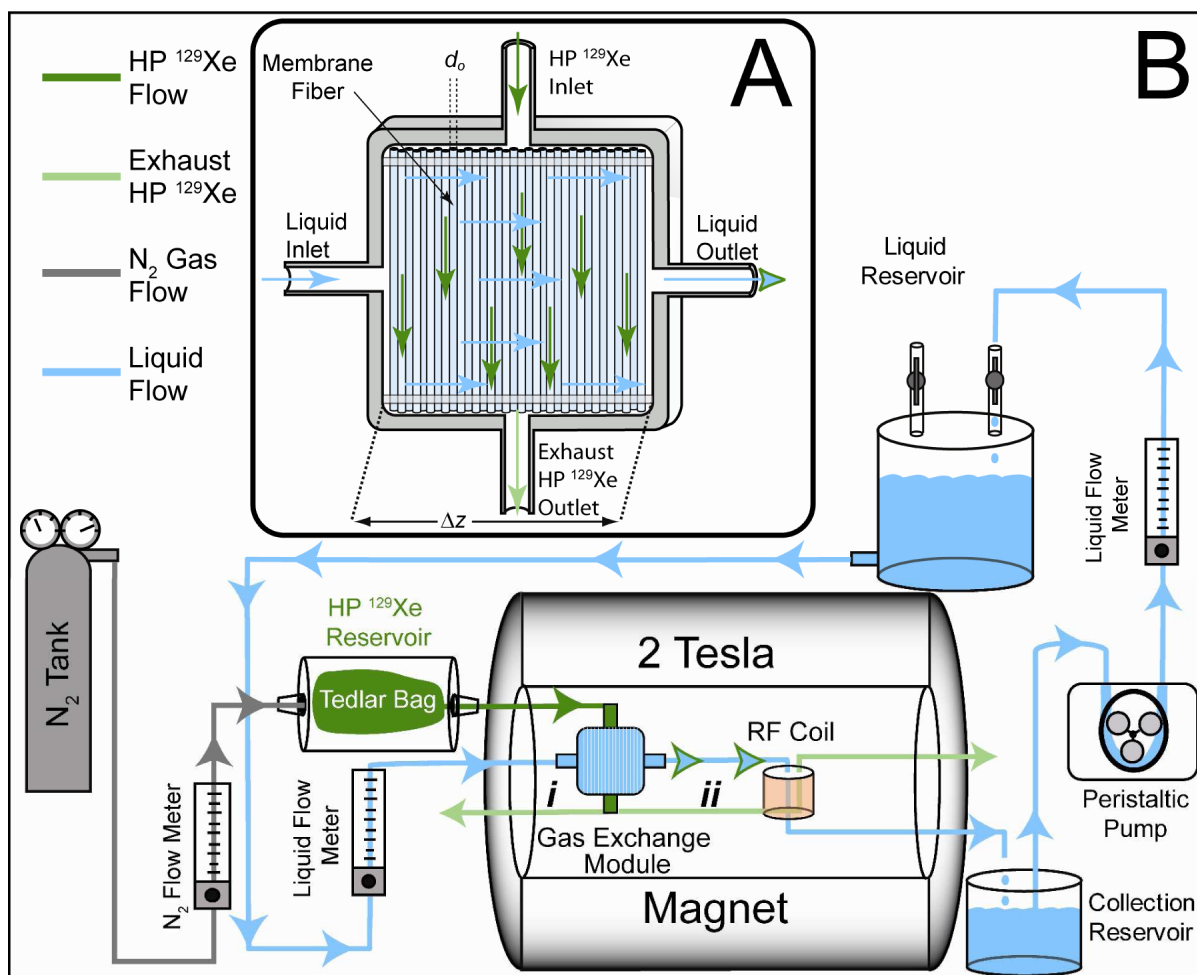 HP ¹²⁹Xe
Flow
Exhaust
HP ¹²⁹Xe
N₂ Gas
Flow
Liquid
Flow
A
Membrane
Fiber
dₒ
HP ¹²⁹Xe
Inlet
Liquid
Inlet
Liquid
Outlet
Exhaust
HP ¹²⁹Xe
Outlet
Δz
B
Liquid
Reservoir
Liquid Flow
Meter
N₂ Tank
HP ¹²⁹Xe
Reservoir
Tedlar Bag
2 Tesla
RF Coil
i
ii
Gas Exchange
Module
Magnet
N₂ Flow Meter
Liquid Flow
Meter
Peristaltic
Pump
Collection
Reservoir